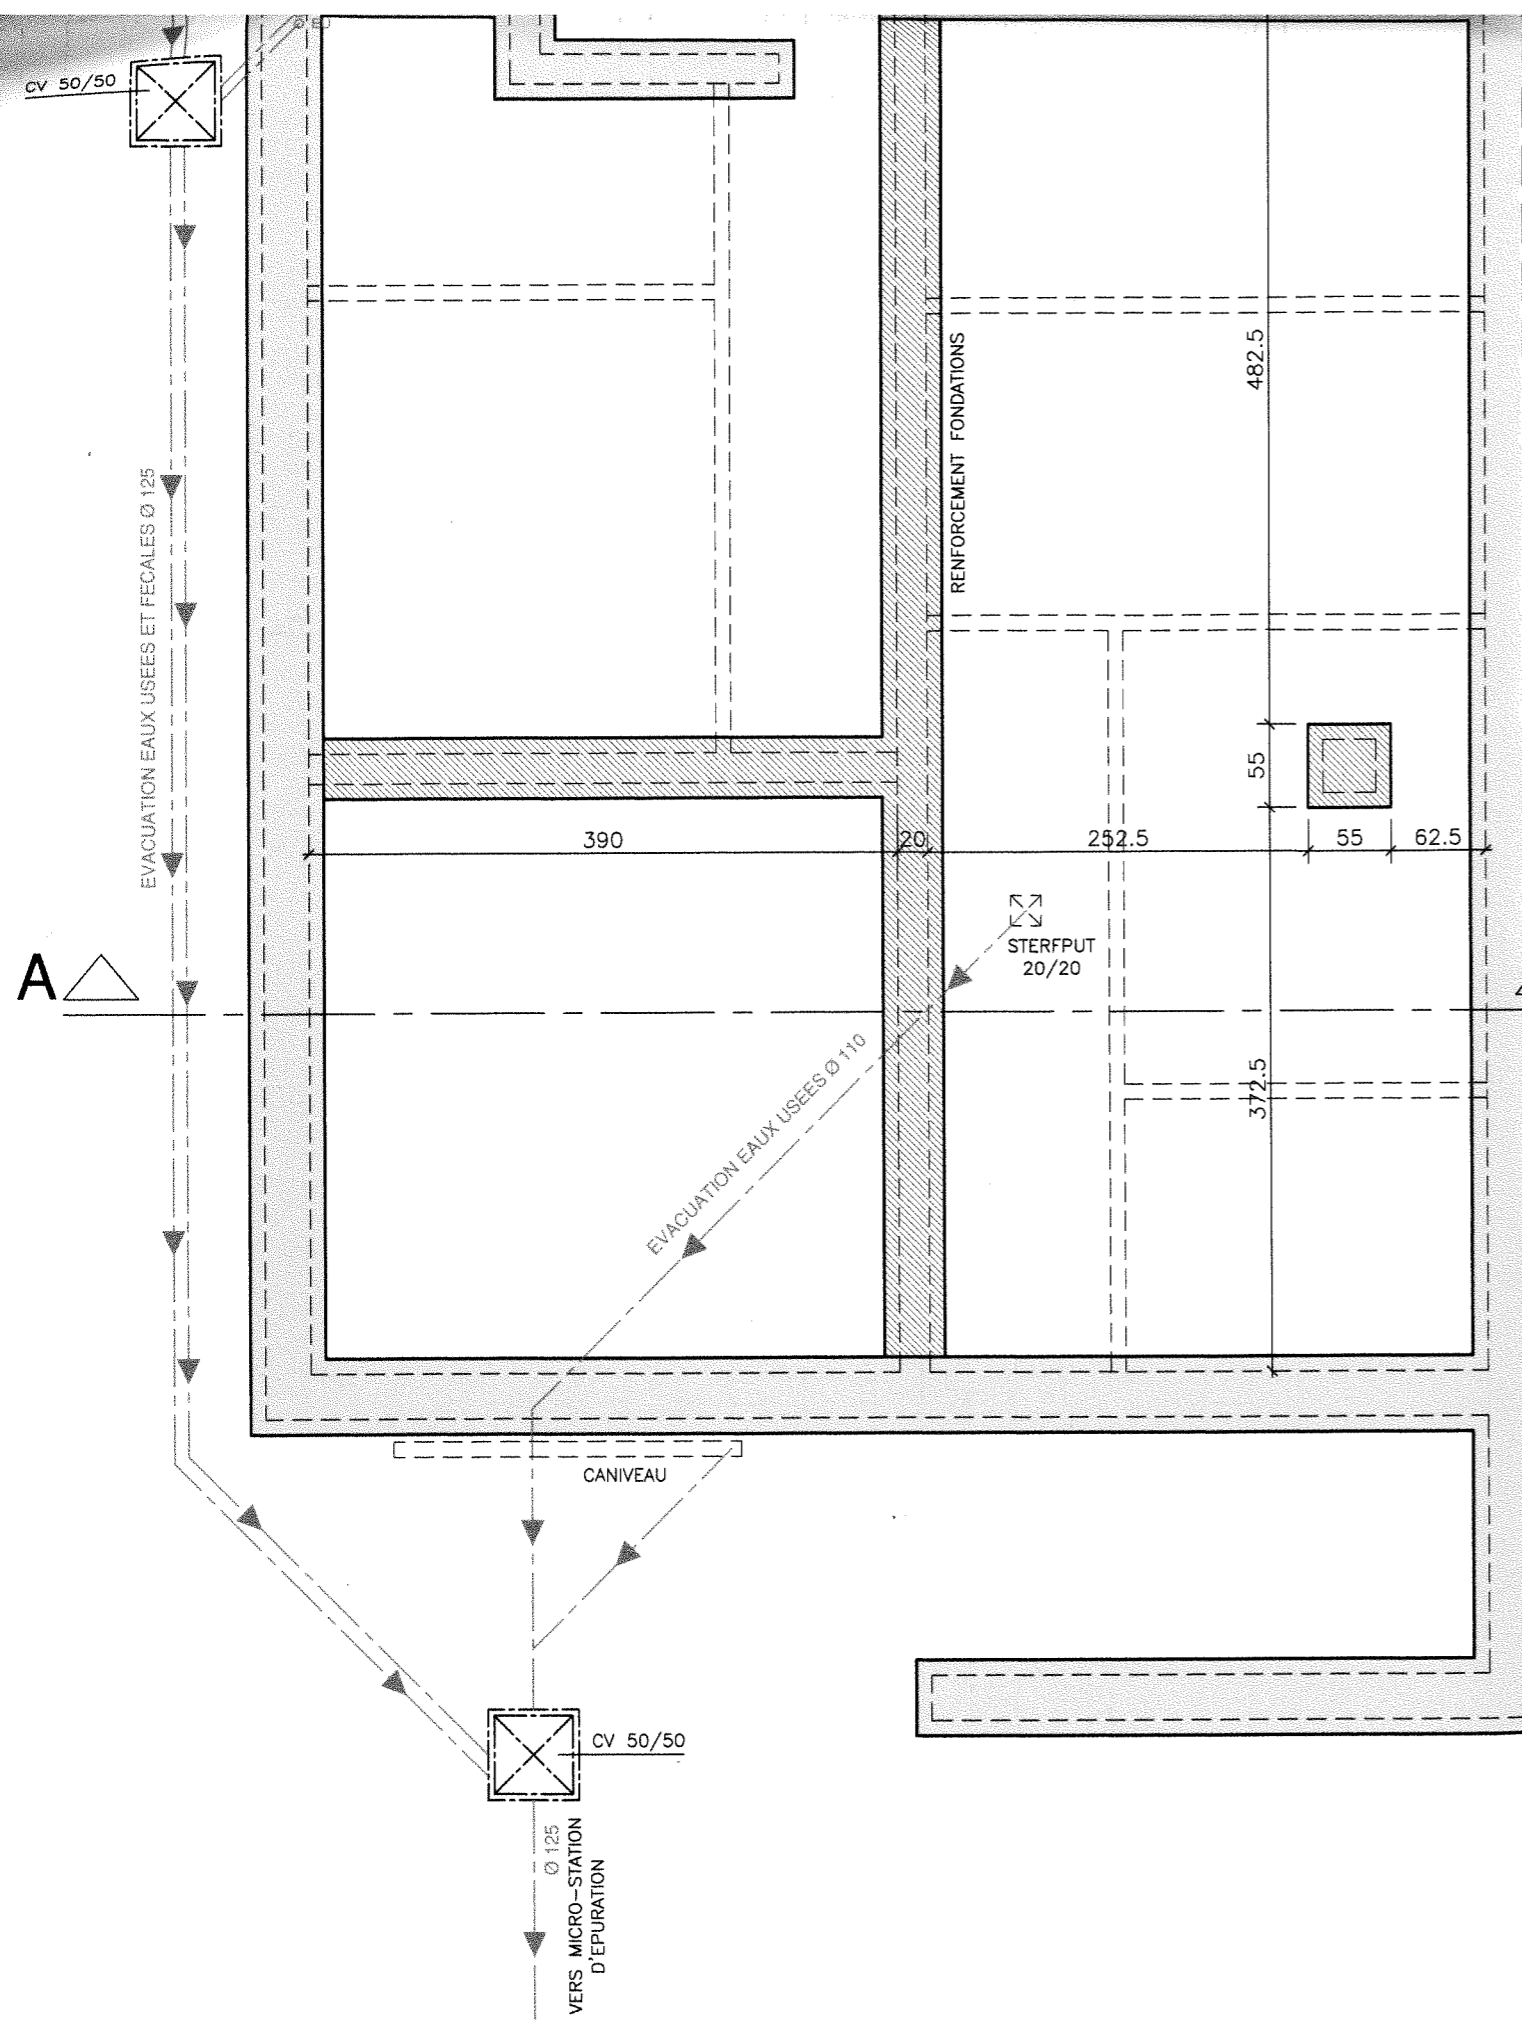 CV 50/50
EVACUATION EAUX USEES ET FECALES Ø 125
RENFORCEMENT FONDATIONS
482.5
55
390
20
252.5
55
62.5
STERFPUT
20/20
A
EVACUATION EAUX USEES Ø 110
372.5
CANIVEAU
CV 50/50
Ø 125
VERS MICRO-STATION
D'EPURATION